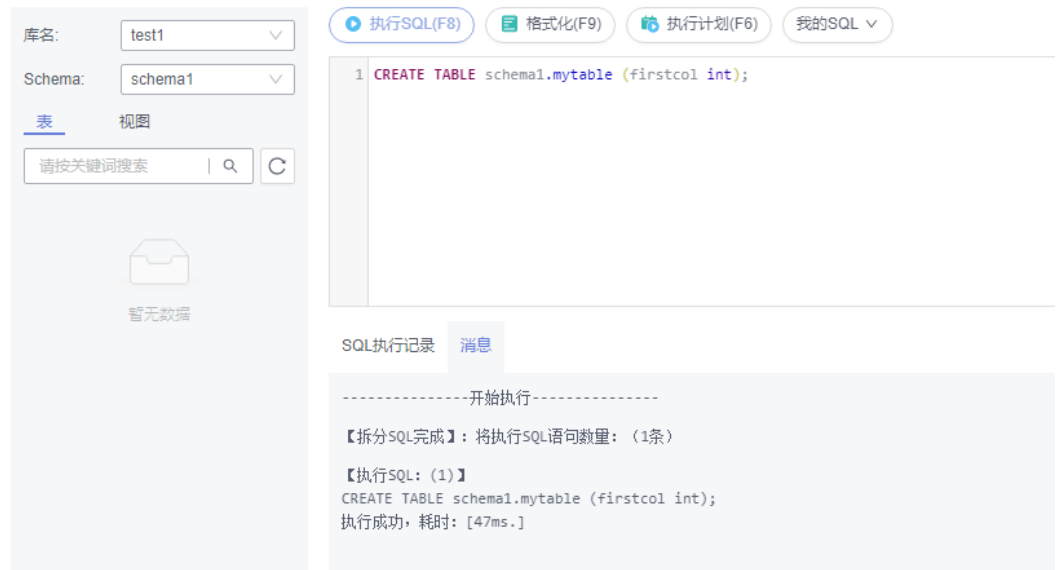 库名: test1
Schema: schema1
表 视图
请按关键词搜索
暂无数据
执行SQL(F8) 格式化(F9) 执行计划(F6) 我的SQL
1 CREATE TABLE schema1.mytable (firstcol int);
SQL执行记录 消息
---------------开始执行---------------
【拆分SQL完成】: 将执行SQL语句数量: (1条)
【执行SQL: (1)】
CREATE TABLE schema1.mytable (firstcol int);
执行成功，耗时: [47ms.]